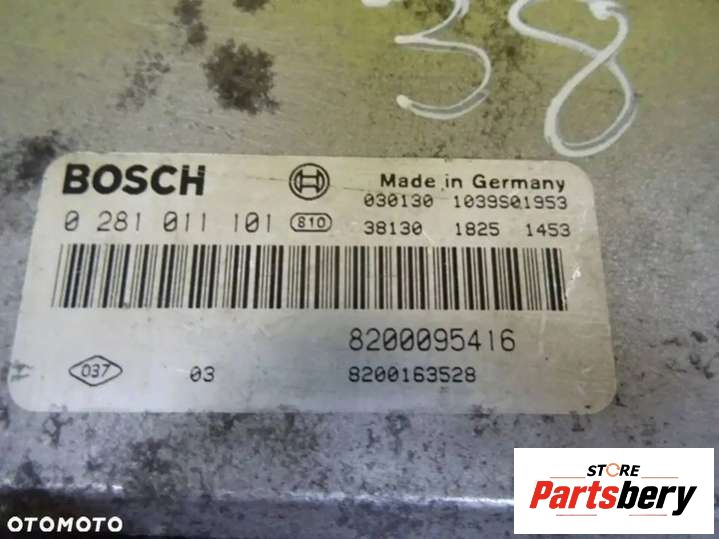 38
BOSCH
Made in Germany
030130 1039S01953
0 281 011 101 810
38130 1825 1453
8200095416
037 03 8200163528
STORE
Partsbery
OTOMOTO